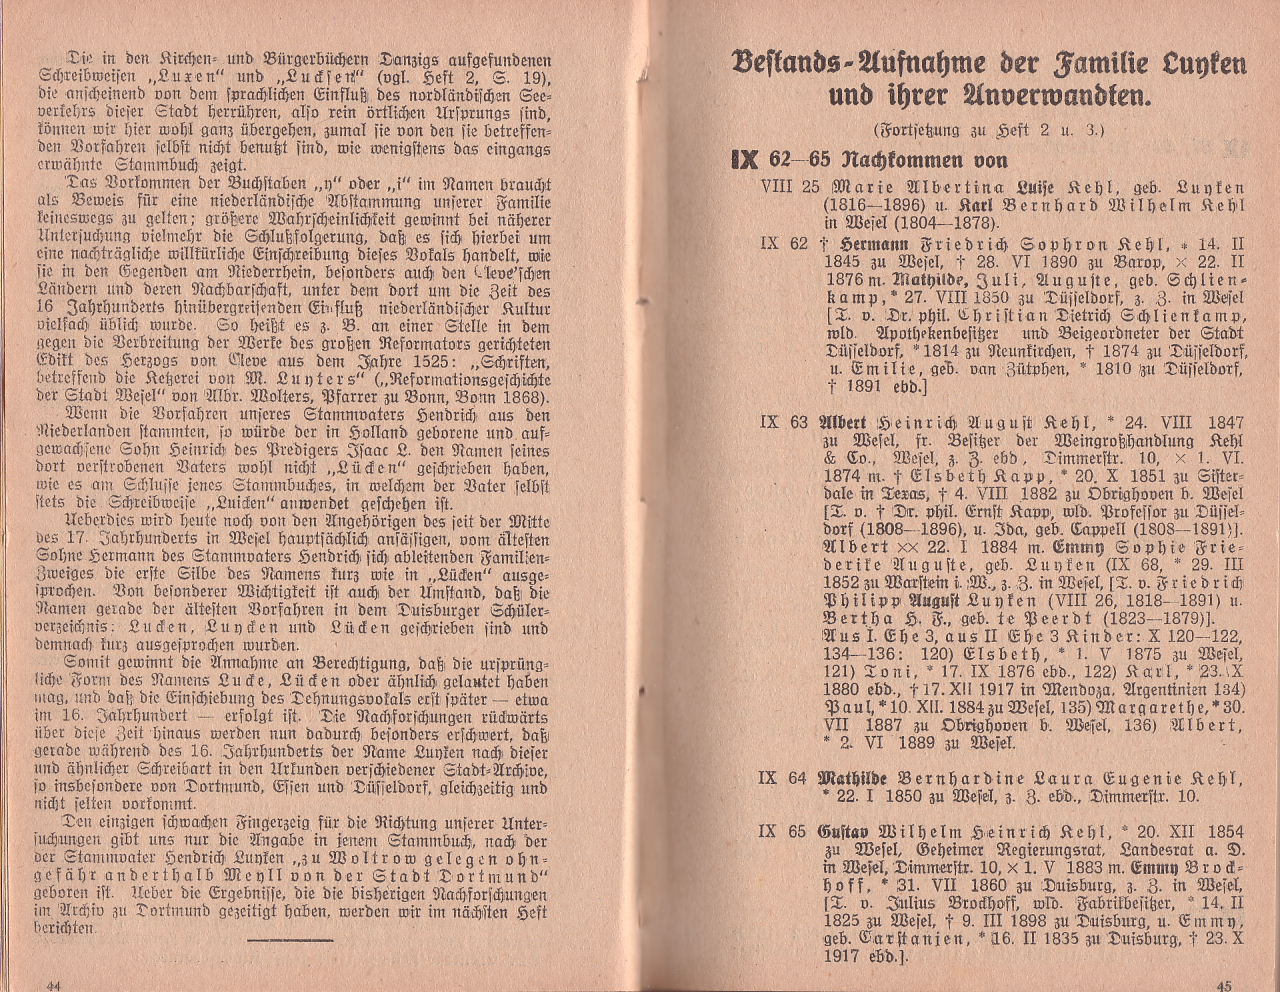 Die in den Kirchen- und Bürgerbüchern Danzigs aufgefundenen
Schreibweisen „Luxen“ und „Lucksen“ (vgl. Heft 2, S. 19),
die anscheinend von dem sprachlichen Einfluß des nordländischen See-
verkehrs dieser Stadt herrühren, also rein örtlichen Ursprungs sind,
können wir hier wohl ganz übergehen, zumal sie von den sie betreffen-
den Vorfahren selbst nicht benutzt sind, wie wenigstens das eingangs
erwähnte Stammbuch zeigt.
Das Vorkommen der Buchstaben „y“ oder „i“ im Namen braucht
als Beweis für eine niederländische Abstammung unserer Familie
keineswegs zu gelten; größere Wahrscheinlichkeit gewinnt bei näherer
Untersuchung vielmehr die Schlußfolgerung, daß es sich hierbei um
eine nachträgliche willkürliche Einschreibung dieses Vokals handelt, wie
sie in den Gegenden am Niederrhein, besonders auch den Cleve'schen
Ländern und deren Nachbarschaft, unter dem dort um die Zeit des
16 Jahrhunderts hinübergreifenden Einfluß niederländischer Kultur
vielfach üblich wurde. So heißt es z. B. an einer Stelle in dem
gegen die Verbreitung der Werke des großen Reformators gerichteten
Edikt des Herzogs von Cleve aus dem Jahre 1525: „Schriften,
betreffend die Ketzerei von M. Luyters“ („Reformationsgeschichte
der Stadt Wesel“ von Albr. Wolters, Pfarrer zu Bonn, Bonn 1868).
Wenn die Vorfahren unseres Stammvaters Hendrich aus den
Niederlanden stammten, so würde der in Holland geborene und auf-
gewachsene Sohn Heinrich des Predigers Isaac L. den Namen seines
dort verstrobenen Vaters wohl nicht „Lücken“ geschrieben haben,
wie es am Schlusse jenes Stammbuches, in welchem der Vater selbst
stets die Schreibweise „Luicken“ anwendet geschehen ist.
Ueberdies wird heute noch von den Angehörigen des seit der Mitte
des 17. Jahrhunderts in Wesel hauptsächlich ansässigen, vom ältesten
Sohne Hermann des Stammvaters Hendrich sich ableitenden Familien-
Zweiges die erste Silbe des Namens kurz wie in „Lücken“ ausge-
sprochen. Von besonderer Wichtigkeit ist auch der Umstand, daß die
Namen gerade der ältesten Vorfahren in dem Duisburger Schüler-
verzeichnis: Lucken, Luycken und Lücken geschrieben sind und
demnach kurz ausgesprochen wurden.
Somit gewinnt die Annahme an Berechtigung, daß die ursprüng-
liche Form des Namens Lucke, Lücken oder ähnlich gelautet haben
mag, und daß die Einschiebung des Dehnungsvokals erst später — etwa
im 16. Jahrhundert — erfolgt ist. Die Nachforschungen rückwärts
über diese Zeit hinaus werden nun dadurch besonders erschwert, daß
gerade während des 16. Jahrhunderts der Name Luyken nach dieser
und ähnlicher Schreibart in den Urkunden verschiedener Stadt-Archive,
so insbesondere von Dortmund, Essen und Düsseldorf, gleichzeitig und
nicht selten vorkommt.
Den einzigen schwachen Fingerzeig für die Richtung unserer Unter-
suchungen gibt uns nur die Angabe in jenem Stammbuch, nach der
der Stammvater Hendrich Luyken „zu Woltrow gelegen ohn-
gefähr anderthalb Meyll von der Stadt Dortmund“
geboren ist. Ueber die Ergebnisse, die die bisherigen Nachforschungen
im Archiv zu Dortmund gezeitigt haben, werden wir im nächsten Heft
berichten.
44
Bestands-Aufnahme der Familie Luyken
und ihrer Anverwandten.
(Fortsetzung zu Heft 2 u. 3.)
IX 62—65 Nachkommen von
VIII 25 Marie Albertina Luise Kehl, geb. Luyken
(1816—1896) u. Karl Bernhard Wilhelm Kehl
in Wesel (1804—1878).
IX 62 † Hermann Friedrich Sophron Kehl, * 14. II
1845 zu Wesel, † 28. VI 1890 zu Barop, × 22. II
1876 m. Mathilde, Juli, Auguste, geb. Schlien-
kamp, * 27. VIII 1850 zu Düsseldorf, z. Z. in Wesel
[T. v. Dr. phil. Christian Dietrich Schlienkamp,
wld. Apothekenbesitzer und Beigeordneter der Stadt
Düsseldorf, * 1814 zu Neunkirchen, † 1874 zu Düsseldorf,
u. Emilie, geb. van Zütphen, * 1810 zu Düsseldorf,
† 1891 ebd.]
IX 63 Albert Heinrich August Kehl, * 24. VIII 1847
zu Wesel, fr. Besitzer der Weingroßhandlung Kehl
& Co., Wesel, z. Z. ebd, Dimmerstr. 10, × 1. VI.
1874 m. † Elsbeth Kapp, * 20. X 1851 zu Sister-
dale in Texas, † 4. VIII 1882 zu Obrighoven b. Wesel
[T. v. † Dr. phil. Ernst Kapp, wld. Professor zu Düssel-
dorf (1808—1896), u. Ida, geb. Cappell (1808—1891)].
Albert ×× 22. I 1884 m. Emmy Sophie Frie-
derike Auguste, geb. Luyken (IX 68, * 29. III
1852 zu Warstein i. W., z. Z. in Wesel, [T. v. Friedrich
Philipp August Luyken (VIII 26, 1818—1891) u.
Bertha H. F., geb. te Peerdt (1823—1879)].
Aus I. Ehe 3, aus II Ehe 3 Kinder: X 120—122,
134—136: 120) Elsbeth, * 1. V 1875 zu Wesel,
121) Toni, * 17. IX 1876 ebd., 122) Karl, * 23. X
1880 ebd., † 17. XII 1917 in Mendoza, Argentinien 134)
Paul, * 10. XII. 1884 zu Wesel, 135) Margarethe, * 30.
VII 1887 zu Obrighoven b. Wesel, 136) Albert,
* 2. VI 1889 zu Wesel.
IX 64 Mathilde Bernhardine Laura Eugenie Kehl,
* 22. I 1850 zu Wesel, z. Z. ebd., Dimmerstr. 10.
IX 65 Gustav Wilhelm Heinrich Kehl, * 20. XII 1854
zu Wesel, Geheimer Regierungsrat, Landesrat a. D.
in Wesel, Dimmerstr. 10, × 1. V 1883 m. Emmy Brock-
hoff, * 31. VII 1860 zu Duisburg, z. Z. in Wesel,
[T. v. Julius Brockhoff, wld. Fabrikbesitzer, * 14. II
1825 zu Wesel, † 9. III 1898 zu Duisburg, u. Emmy,
geb. Carstanjen, * 16. II 1835 zu Duisburg, † 23. X
1917 ebd.].
45